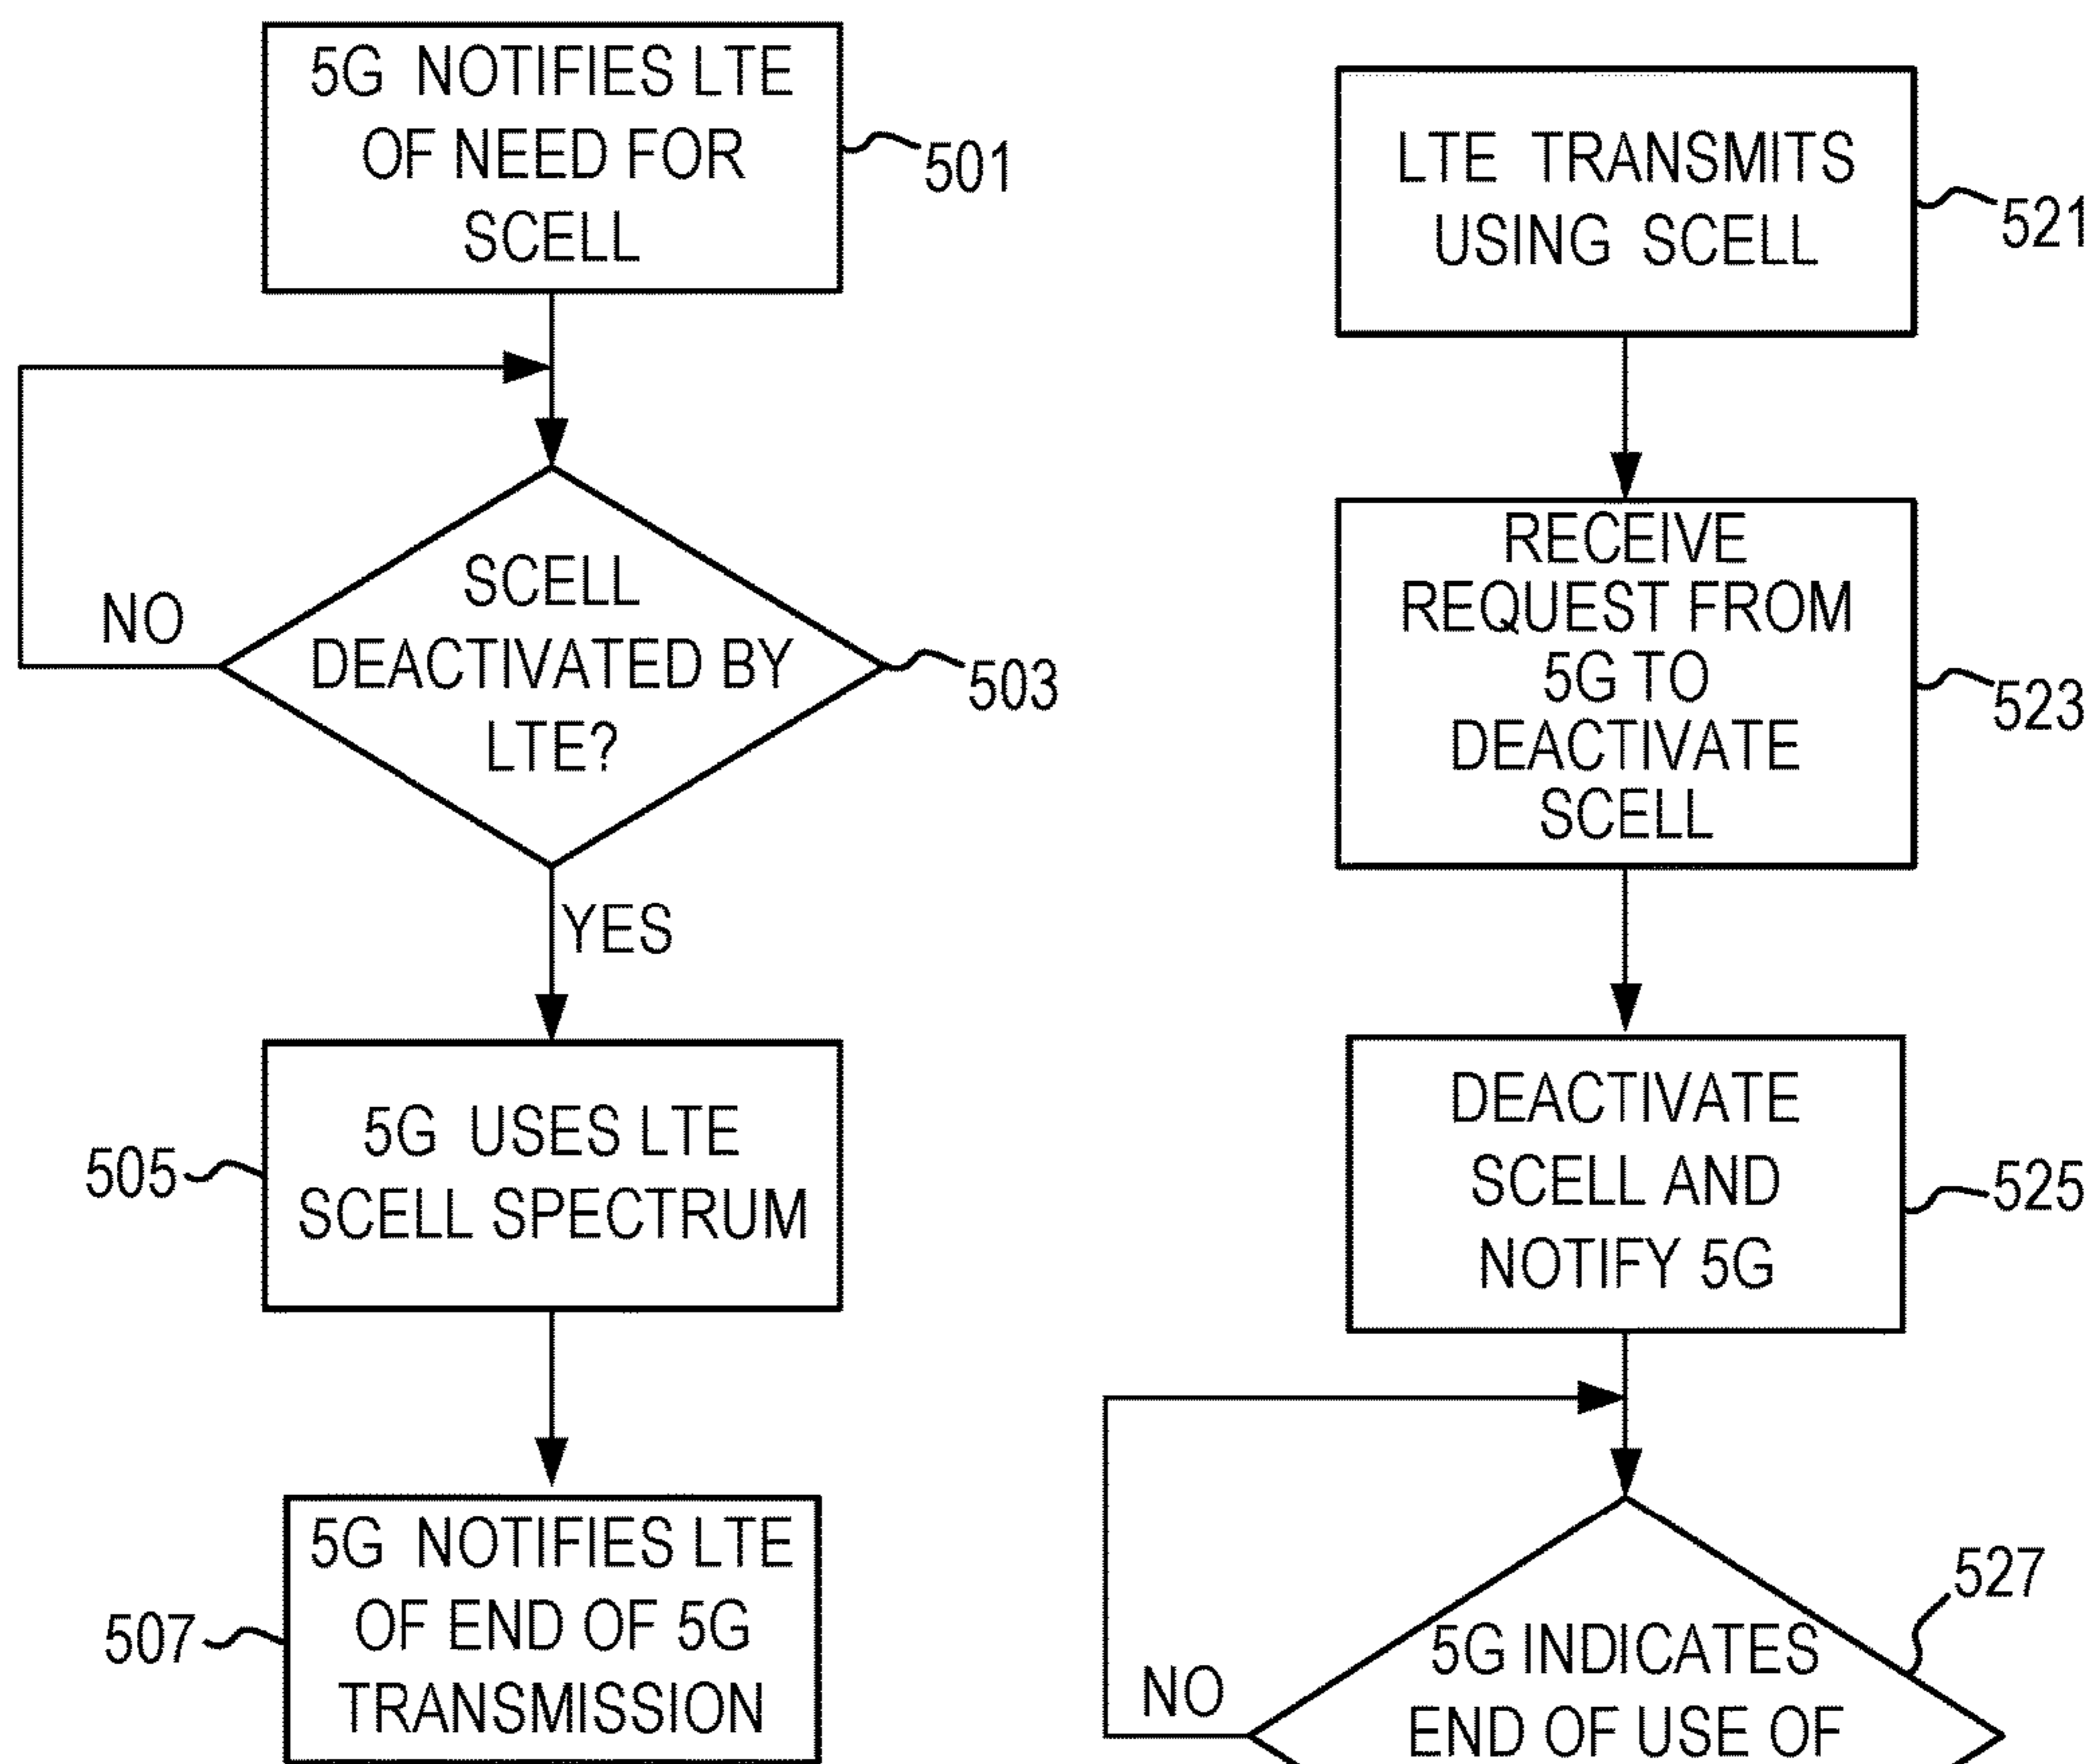 5G NOTIFIES LTE
OF NEED FOR
SCELL
501
SCELL
DEACTIVATED BY
LTE?
503
NO
YES
5G USES LTE
SCELL SPECTRUM
505
5G NOTIFIES LTE
OF END OF 5G
TRANSMISSION
507
LTE TRANSMITS
USING SCELL
521
RECEIVE
REQUEST FROM
5G TO
DEACTIVATE
SCELL
523
DEACTIVATE
SCELL AND
NOTIFY 5G
525
5G INDICATES
END OF USE OF
527
NO